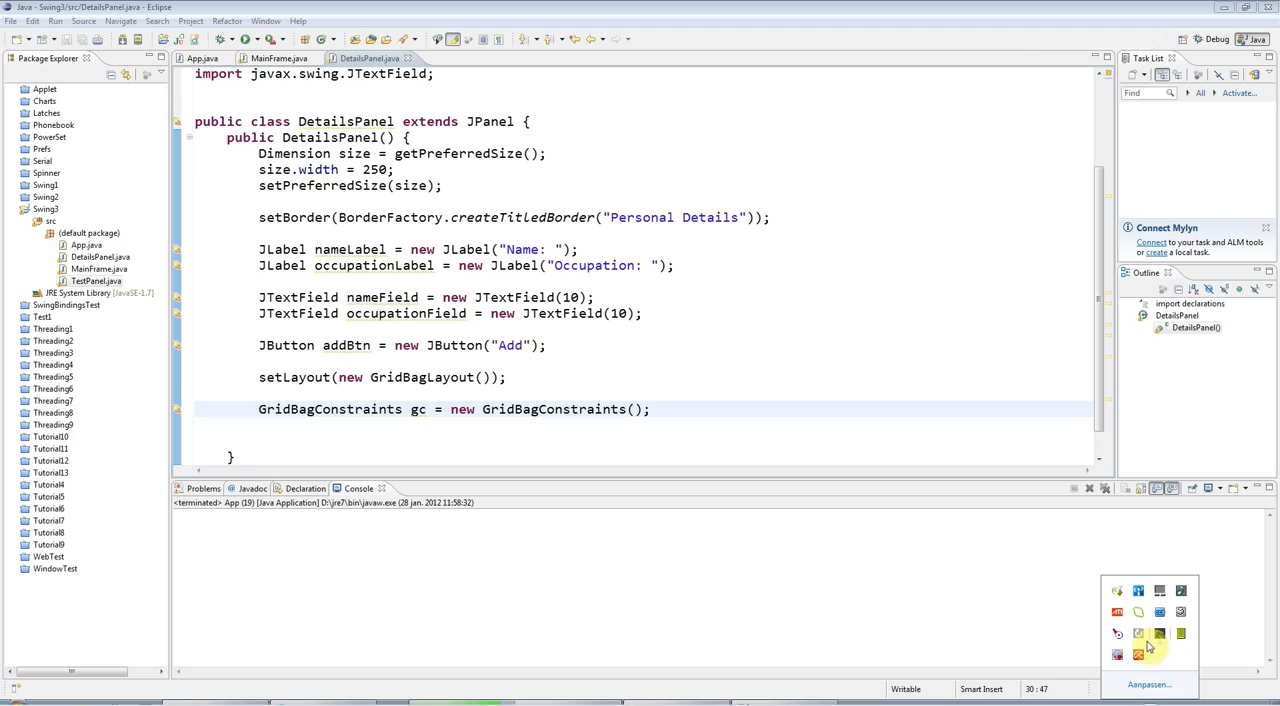 Java - Swing3/src/DetailsPanel.java - Eclipse
File Edit Run Source Navigate Search Project Refactor Window Help
Debug Java
Package Explorer
Applet
Charts
Latches
Phonebook
PowerSet
Prefs
Serial
Spinner
Swing1
Swing2
Swing3
src
(default package)
App.java
DetailsPanel.java
MainFrame.java
TestPanel.java
JRE System Library [JavaSE-1.7]
SwingBindingsTest
Test1
Threading1
Threading2
Threading3
Threading4
Threading5
Threading6
Threading7
Threading8
Threading9
Tutorial10
Tutorial11
Tutorial12
Tutorial13
Tutorial4
Tutorial5
Tutorial6
Tutorial7
Tutorial8
Tutorial9
WebTest
WindowTest
App.java MainFrame.java DetailsPanel.java
import javax.swing.JTextField;
public class DetailsPanel extends JPanel {
public DetailsPanel() {
Dimension size = getPreferredSize();
size.width = 250;
setPreferredSize(size);
setBorder(BorderFactory.createTitledBorder("Personal Details"));
JLabel nameLabel = new JLabel("Name: ");
JLabel occupationLabel = new JLabel("Occupation: ");
JTextField nameField = new JTextField(10);
JTextField occupationField = new JTextField(10);
JButton addBtn = new JButton("Add");
setLayout(new GridBagLayout());
GridBagConstraints gc = new GridBagConstraints();
}
Problems Javadoc Declaration Console
<terminated> App (19) [Java Application] D:\jre7\bin\javaw.exe (28 jan. 2012 11:58:32)
Task List
Find All Activate...
Connect Mylyn
Connect to your task and ALM tools
or create a local task.
Outline
import declarations
DetailsPanel
DetailsPanel()
ATI
Aanpassen...
Writable Smart Insert 30 : 47